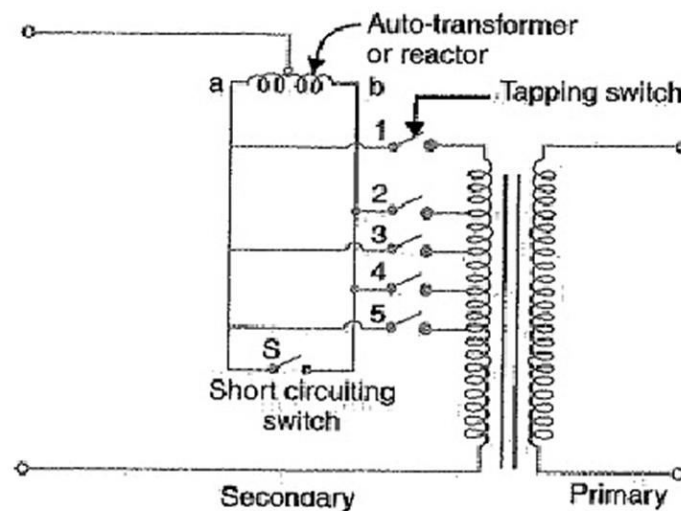 Auto-transformer
or reactor
a
b
Tapping switch
1
2
3
4
5
S
Short circuiting
switch
Secondary
Primary